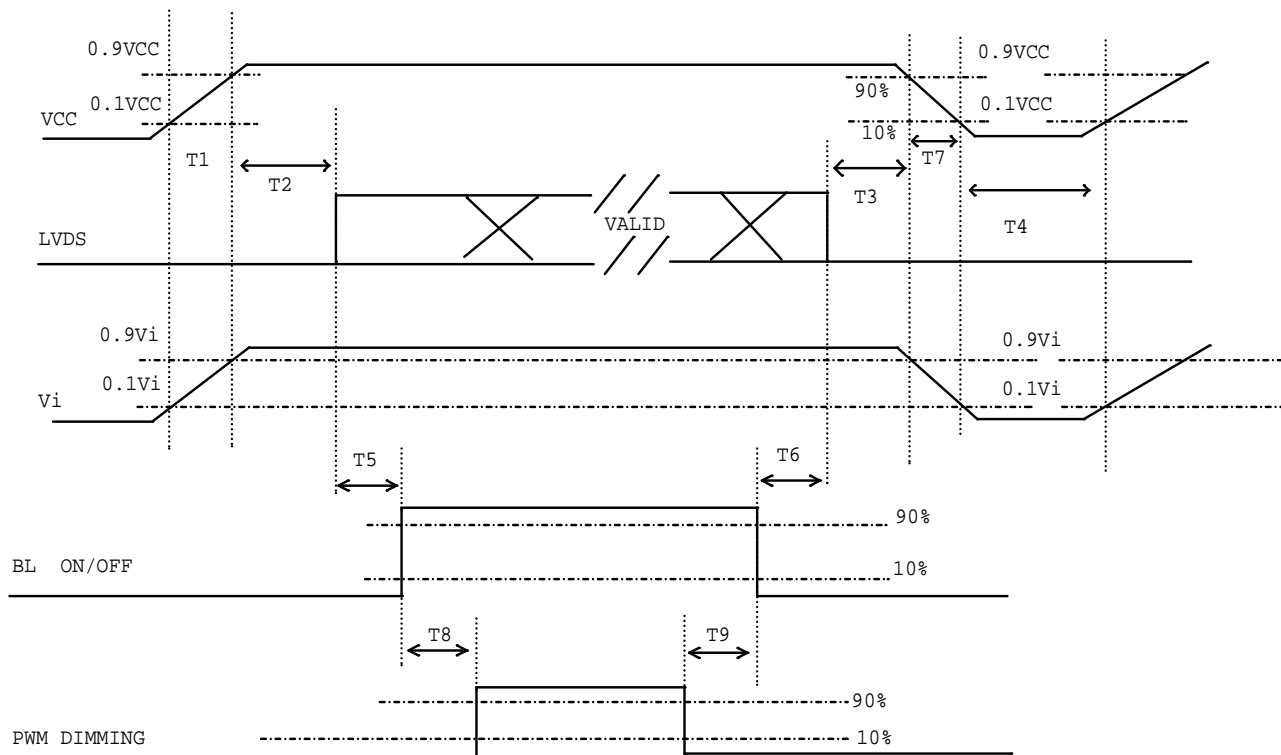 0.9VCC
0.9VCC
90%
0.1VCC
0.1VCC
VCC
10%
T1
T7
T2
T3
VALID
T4
LVDS
0.9Vi
0.9Vi
0.1Vi
0.1Vi
Vi
T5
T6
90%
BL ON/OFF
10%
T8
T9
90%
PWM DIMMING
10%